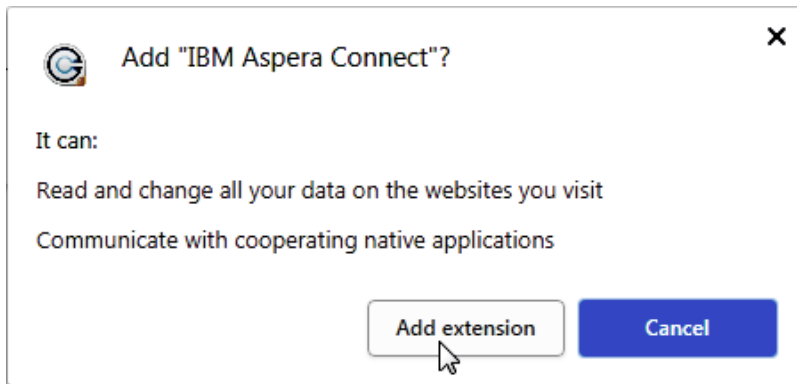 Add "IBM Aspera Connect"?
It can:
Read and change all your data on the websites you visit
Communicate with cooperating native applications
Add extension
Cancel